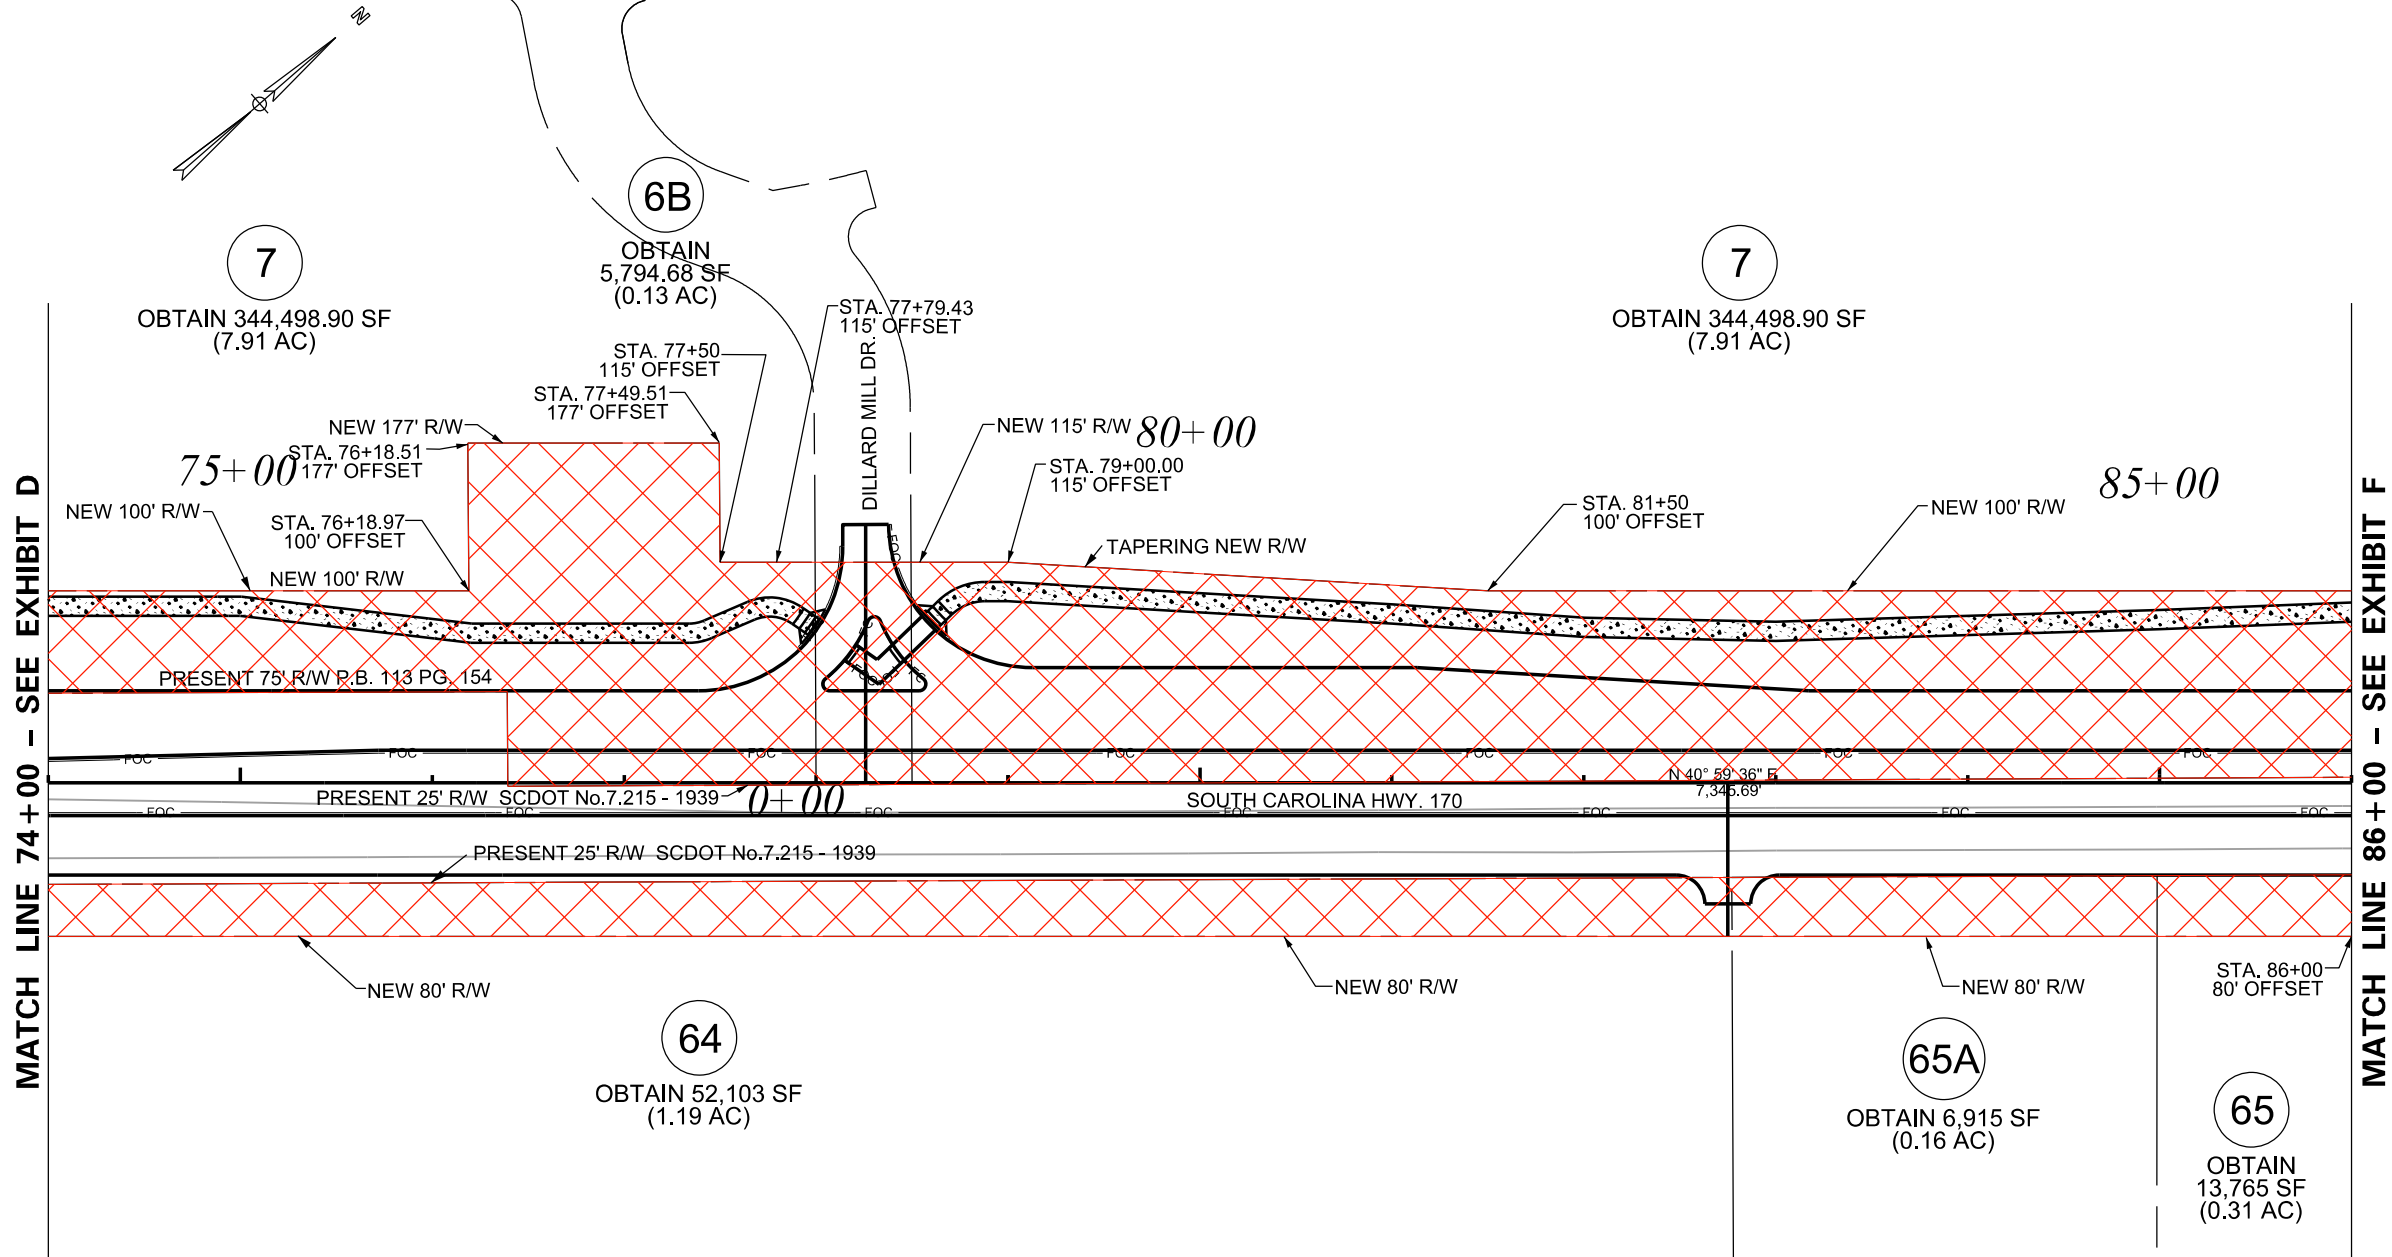 N
6B
OBTAIN
5,794.68 SF
(0.13 AC)
7
OBTAIN 344,498.90 SF
(7.91 AC)
7
OBTAIN 344,498.90 SF
(7.91 AC)
STA. 77+79.43
115' OFFSET
STA. 77+50
115' OFFSET
STA. 77+49.51
177' OFFSET
DILLARD MILL DR.
NEW 177' R/W
STA. 76+18.51
177' OFFSET
75+00
NEW 100' R/W
STA. 76+18.97
100' OFFSET
NEW 100' R/W
NEW 115' R/W
80+00
STA. 79+00.00
115' OFFSET
TAPERING NEW R/W
STA. 81+50
100' OFFSET
NEW 100' R/W
85+00
MATCH LINE 74+00 – SEE EXHIBIT D
MATCH LINE 86+00 – SEE EXHIBIT F
PRESENT 75' R/W P.B. 113 PG. 154
FOC
FOC
FOC
FOC
FOC
FOC
FOC
FOC
N 40° 59' 36" E
7,345.69'
PRESENT 25' R/W SCDOT No.7.215 - 1939
0+00
SOUTH CAROLINA HWY. 170
FOC
FOC
FOC
FOC
FOC
FOC
FOC
PRESENT 25' R/W SCDOT No.7.215 - 1939
NEW 80' R/W
NEW 80' R/W
NEW 80' R/W
STA. 86+00
80' OFFSET
64
OBTAIN 52,103 SF
(1.19 AC)
65A
OBTAIN 6,915 SF
(0.16 AC)
65
OBTAIN
13,765 SF
(0.31 AC)